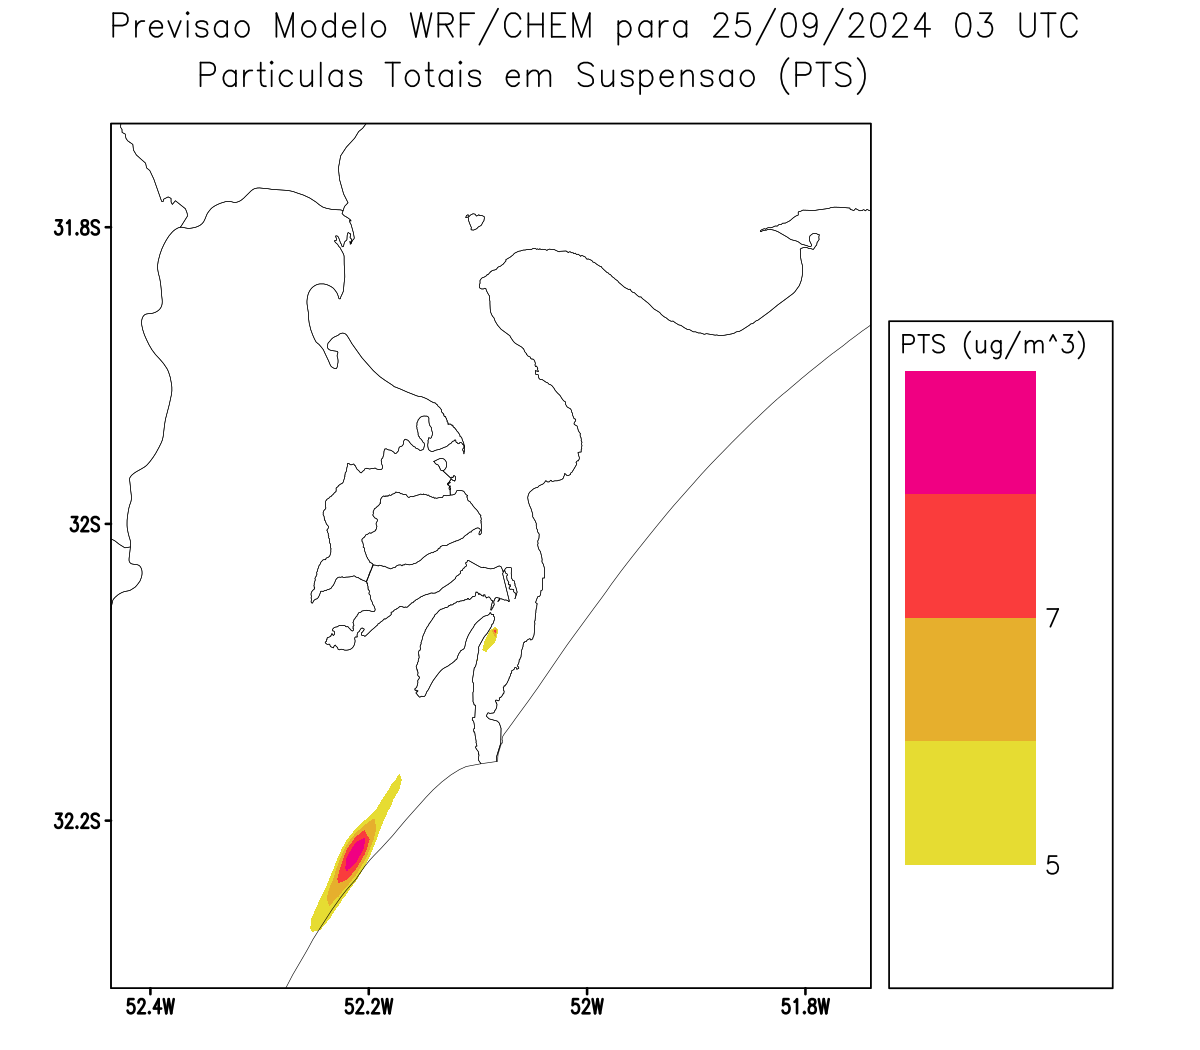 Previsao Modelo WRF/CHEM para 25/09/2024 03 UTC
Particulas Totais em Suspensao (PTS)
31.8S
32S
32.2S
52.4W
52.2W
52W
51.8W
PTS (ug/m^3)
7
5